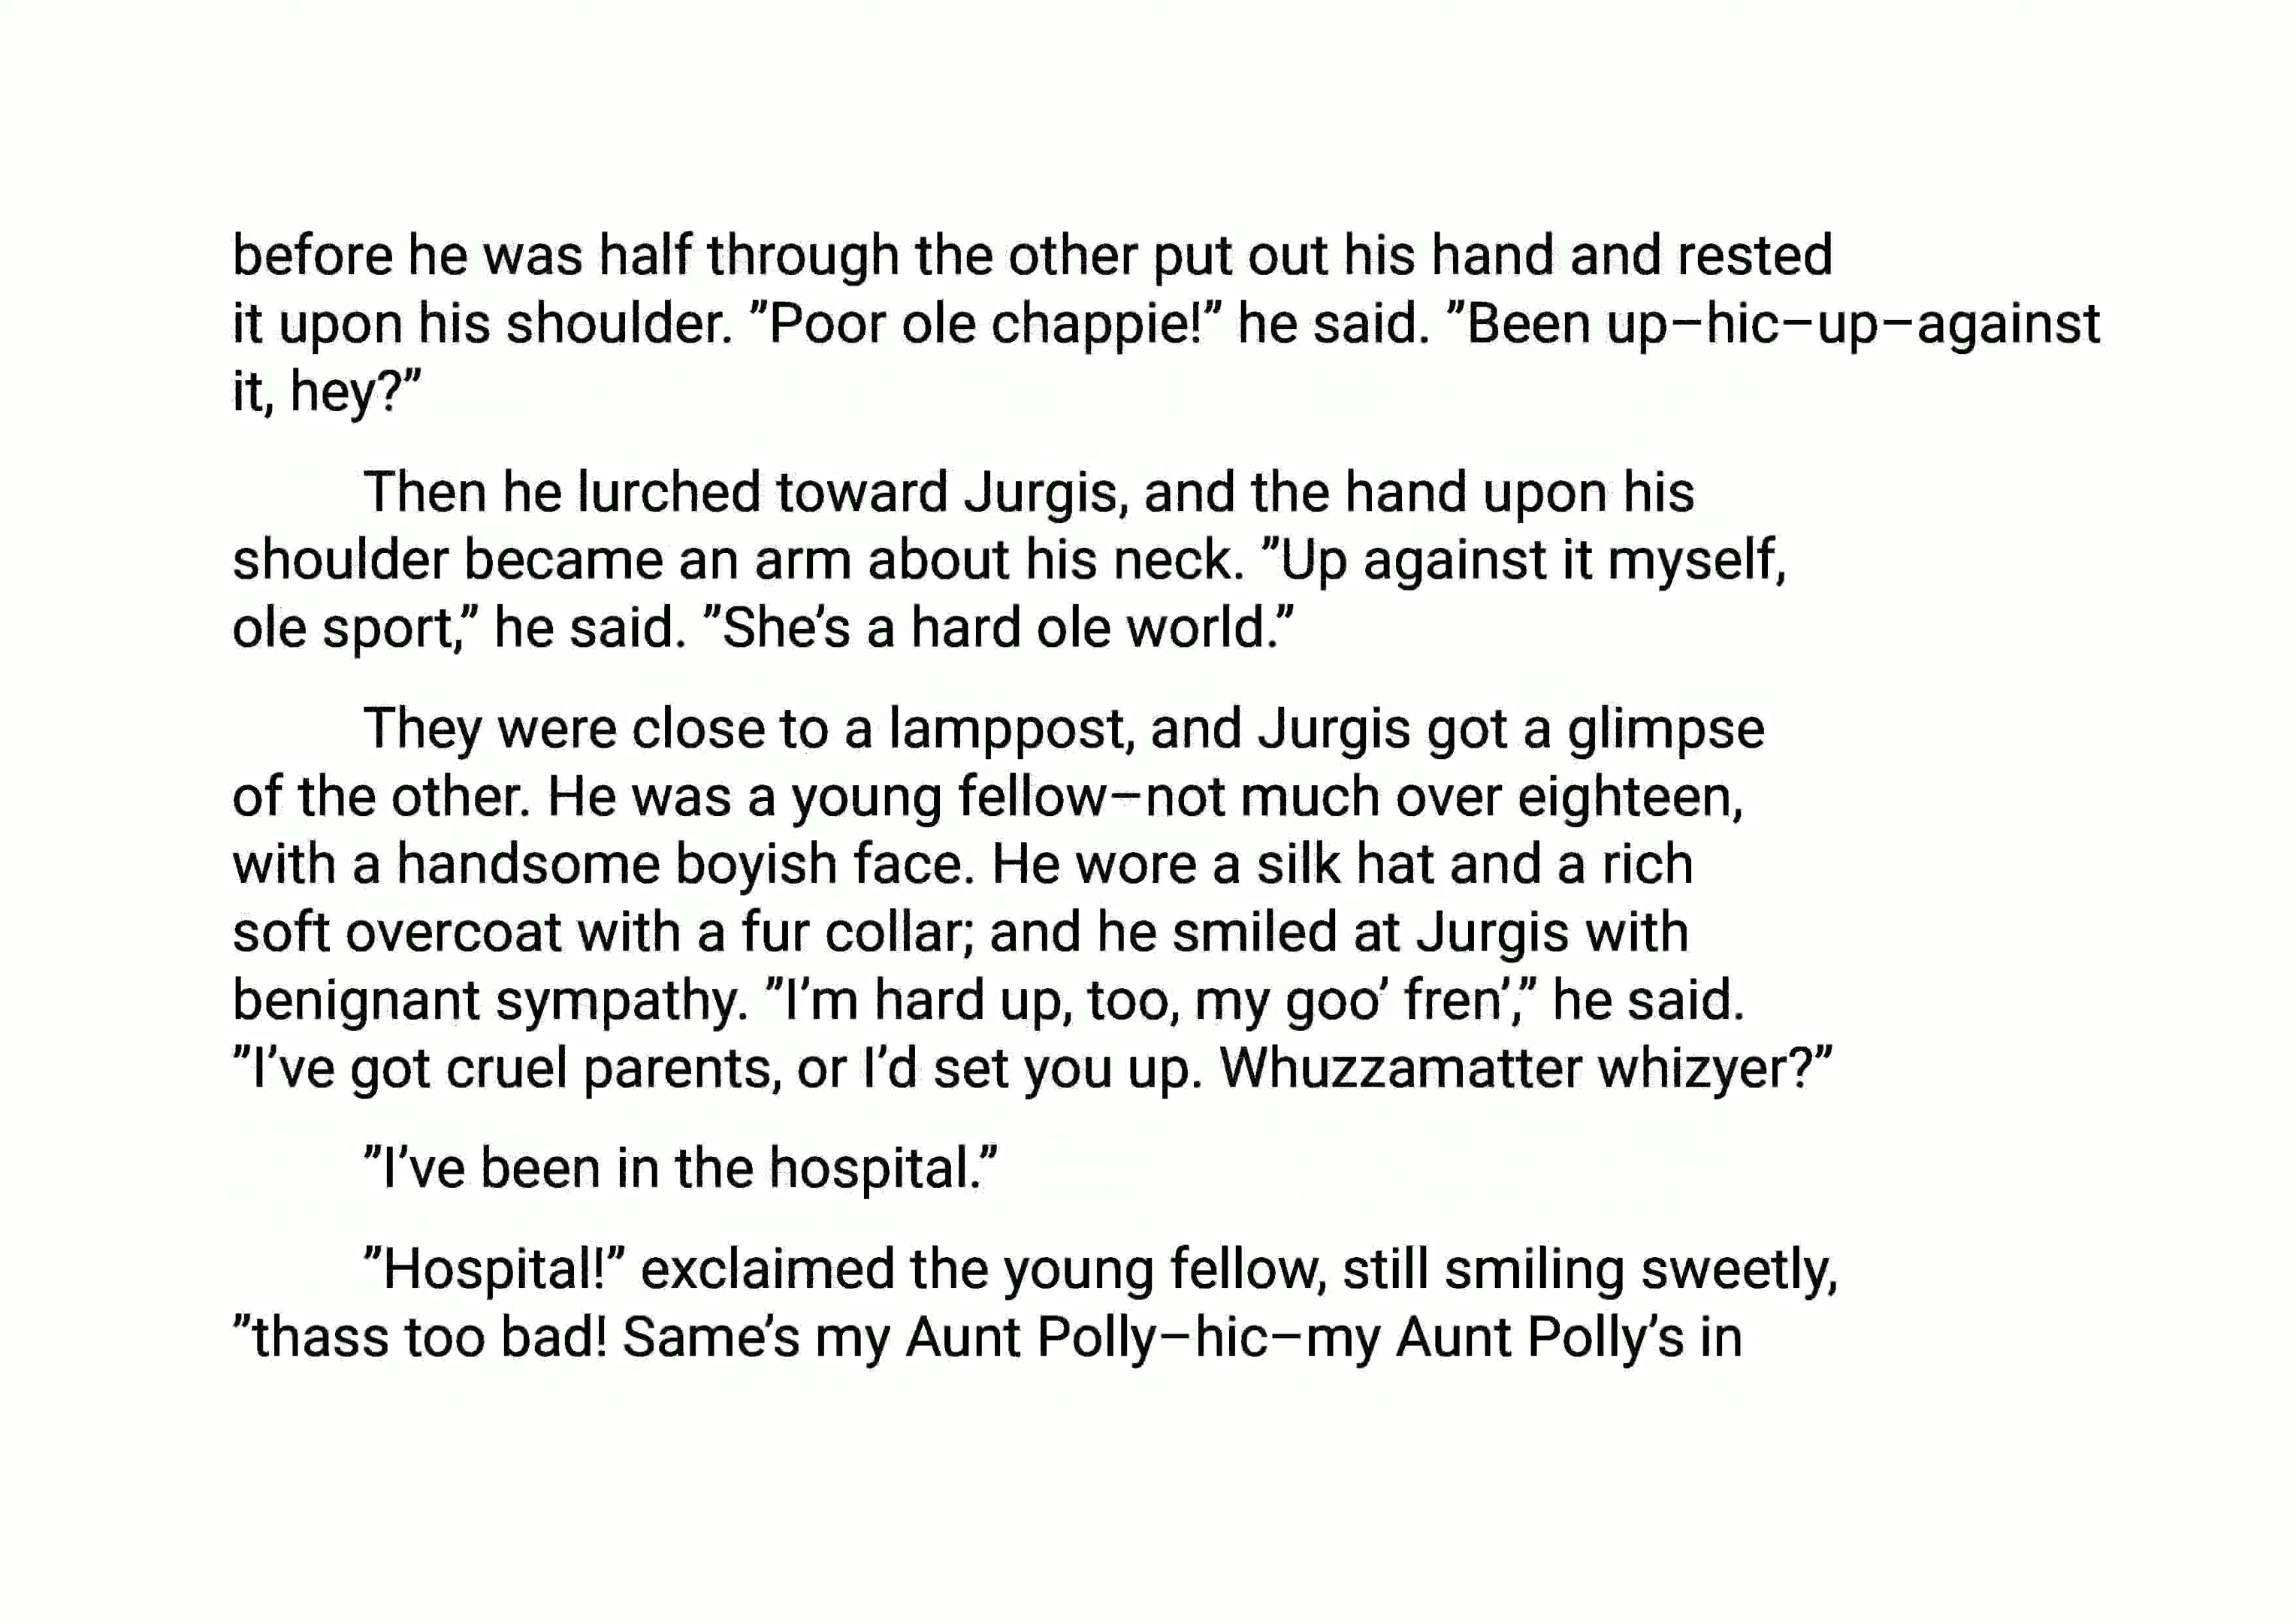 before he was half through the other put out his hand and rested
it upon his shoulder. ”Poor ole chappie!” he said. ”Been up–hic–up–against
it, hey?”
Then he lurched toward Jurgis, and the hand upon his
shoulder became an arm about his neck. ”Up against it myself,
ole sport,” he said. ”She’s a hard ole world.”
They were close to a lamppost, and Jurgis got a glimpse
of the other. He was a young fellow–not much over eighteen,
with a handsome boyish face. He wore a silk hat and a rich
soft overcoat with a fur collar; and he smiled at Jurgis with
benignant sympathy. ”I’m hard up, too, my goo’ fren’,” he said.
”I’ve got cruel parents, or I’d set you up. Whuzzamatter whizyer?”
”I’ve been in the hospital.”
”Hospital!” exclaimed the young fellow, still smiling sweetly,
”thass too bad! Same’s my Aunt Polly–hic–my Aunt Polly’s in